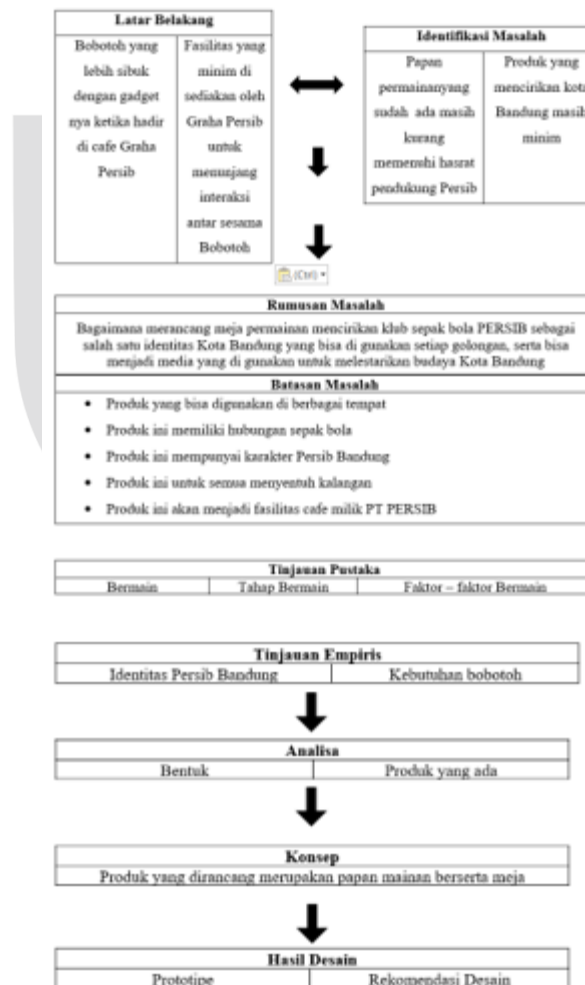 Latar Belakang
Bobotoh yang
lebih sibuk
dengan gadget
nya ketika hadir
di cafe Graha
Persib
Fasilitas yang
minim di
sediakan oleh
Graha Persib
untuk
menunjang
interaksi
antar sesama
Bobotoh
Identifikasi Masalah
Papan
permainanyang
sudah ada masih
kurang
memenuhi hasrat
pendukung Persib
Produk yang
mencirikan kota
Bandung masih
minim
(Ctrl)
Rumusan Masalah
Bagaimana merancang meja permainan mencirikan klub sepak bola PERSIB sebagai
salah satu identitas Kota Bandung yang bisa di gunakan setiap golongan, serta bisa
menjadi media yang di gunakan untuk melestarikan budaya Kota Bandung
Batasan Masalah
• Produk yang bisa digunakan di berbagai tempat
• Produk ini memiliki hubungan sepak bola
• Produk ini mempunyai karakter Persib Bandung
• Produk ini untuk semua menyentuh kalangan
• Produk ini akan menjadi fasilitas cafe milik PT PERSIB
Tinjauan Pustaka
Bermain Tahap Bermain Faktor – faktor Bermain
Tinjauan Empiris
Identitas Persib Bandung Kebutuhan bobotoh
Analisa
Bentuk Produk yang ada
Konsep
Produk yang dirancang merupakan papan mainan berserta meja
Hasil Desain
Prototipe Rekomendasi Desain